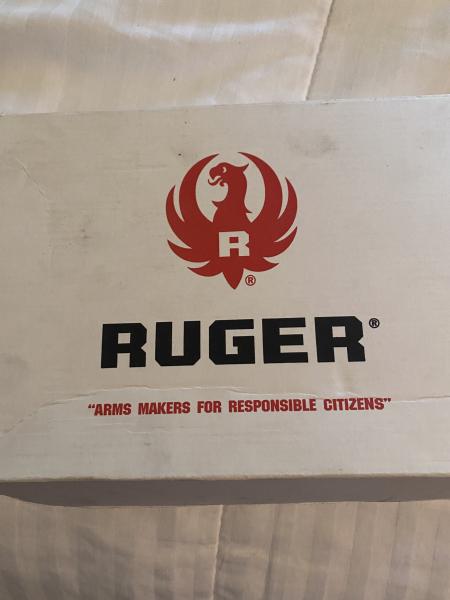 R
®
RUGER®
“ARMS MAKERS FOR RESPONSIBLE CITIZENS”